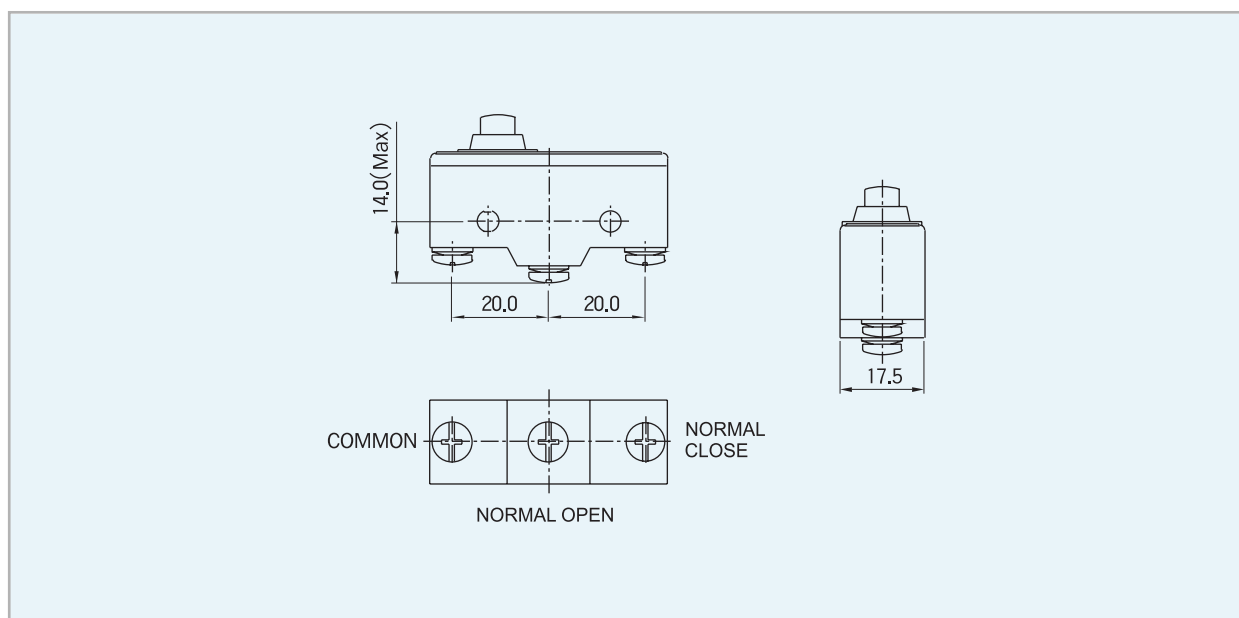 14.0(Max)
20.0
20.0
17.5
COMMON
NORMAL
CLOSE
NORMAL OPEN